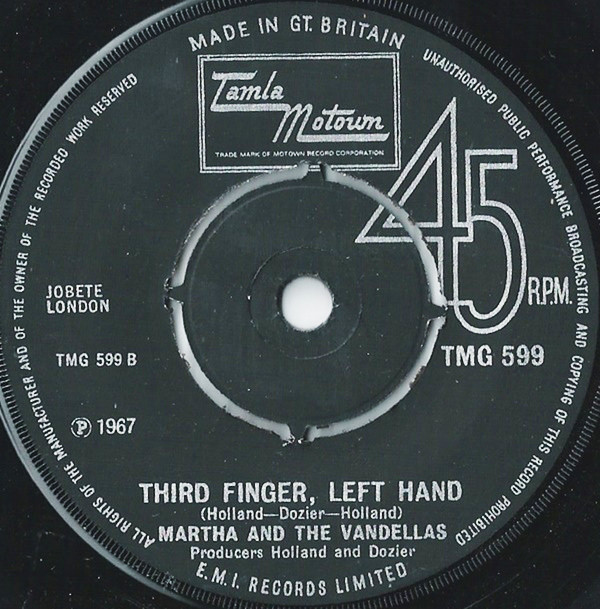 MADE IN GT. BRITAIN
Tamla
Motown
TRADE MARK OF MOTOWN RECORD CORPORATION
UNAUTHORISED PUBLIC PERFORMANCE BROADCASTING AND COPYING OF THIS RECORD PROHIBITED
ALL RIGHTS OF THE MANUFACTURER AND OF THE OWNER OF THE RECORDED WORK RESERVED
45
R.P.M.
JOBETE
LONDON
TMG 599 B
TMG 599
Ⓟ 1967
THIRD FINGER, LEFT HAND
(Holland—Dozier—Holland)
MARTHA AND THE VANDELLAS
Producers Holland and Dozier
E.M.I. RECORDS LIMITED